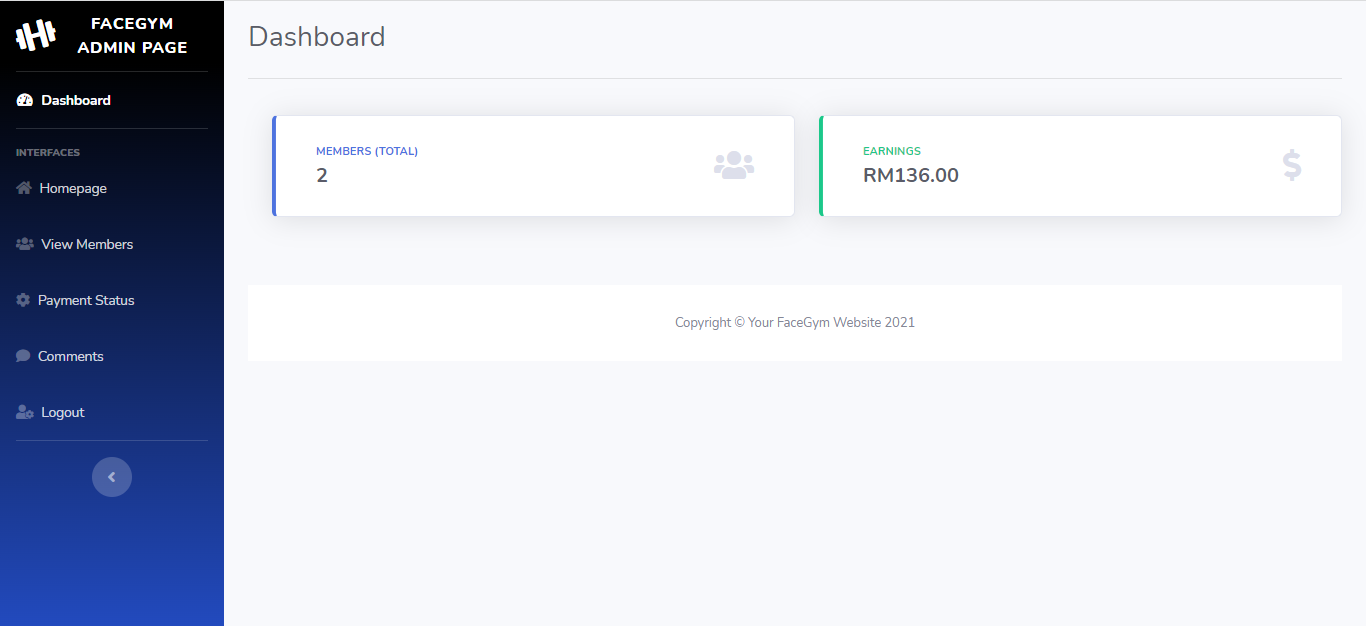 FACEGYM
ADMIN PAGE
Dashboard
INTERFACES
Homepage
View Members
Payment Status
Comments
Logout
Dashboard
MEMBERS (TOTAL)
2
EARNINGS
RM136.00
Copyright © Your FaceGym Website 2021